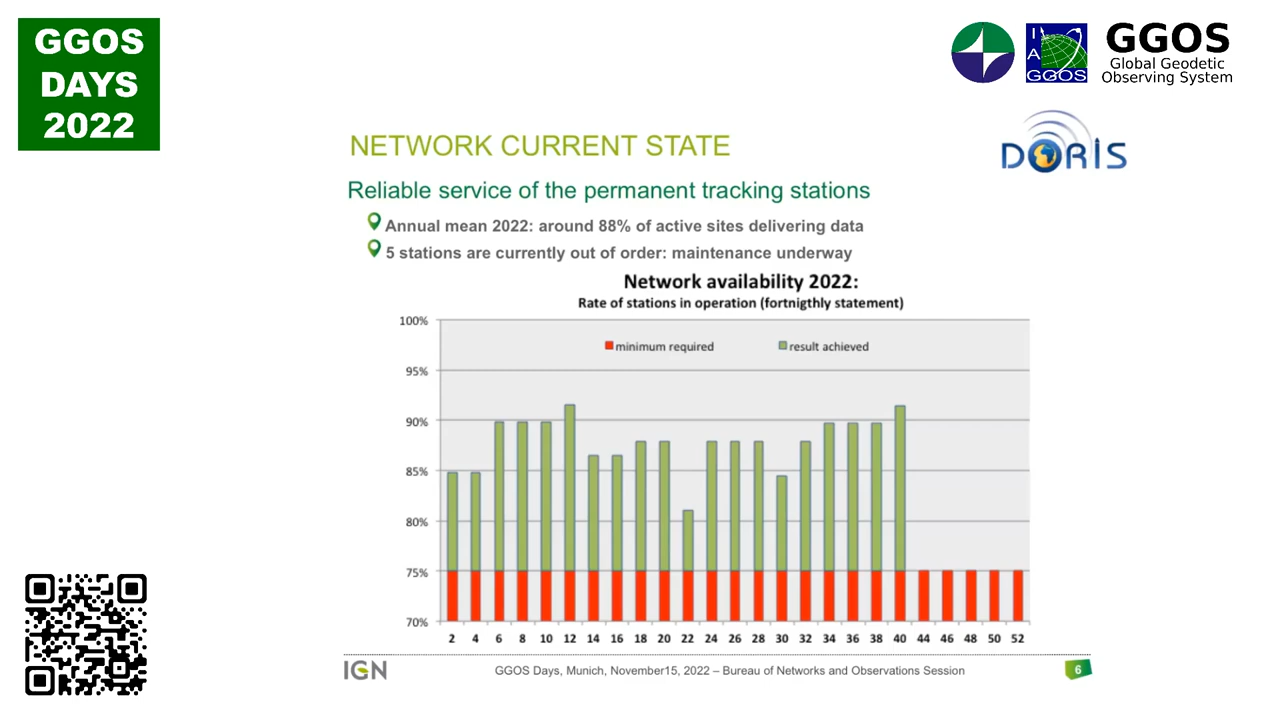 GGOS
DAYS
2022
I
A
GGOS
GGOS
Global Geodetic
Observing System
DORIS
NETWORK CURRENT STATE
Reliable service of the permanent tracking stations
Annual mean 2022: around 88% of active sites delivering data
5 stations are currently out of order: maintenance underway
Network availability 2022:
Rate of stations in operation (fortnigthly statement)
minimum required result achieved
100%
95%
90%
85%
80%
75%
70%
2 4 6 8 10 12 14 16 18 20 22 24 26 28 30 32 34 36 38 40 44 46 48 50 52
IGN
GGOS Days, Munich, November15, 2022 – Bureau of Networks and Observations Session
6